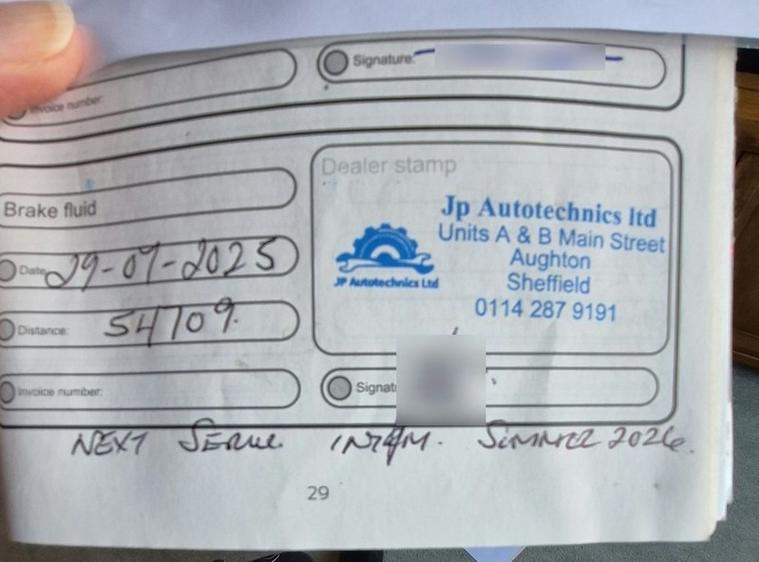 Signature:
Invoice number:
Dealer stamp
Brake fluid
Jp Autotechnics ltd
Units A & B Main Street
Aughton
Sheffield
0114 287 9191
JP Autotechnics Ltd
Date: 29-07-2025
Distance: 54709.
Invoice number:
Signat
NEXT SERVICE INTERIM. SUMMER 2026.
29